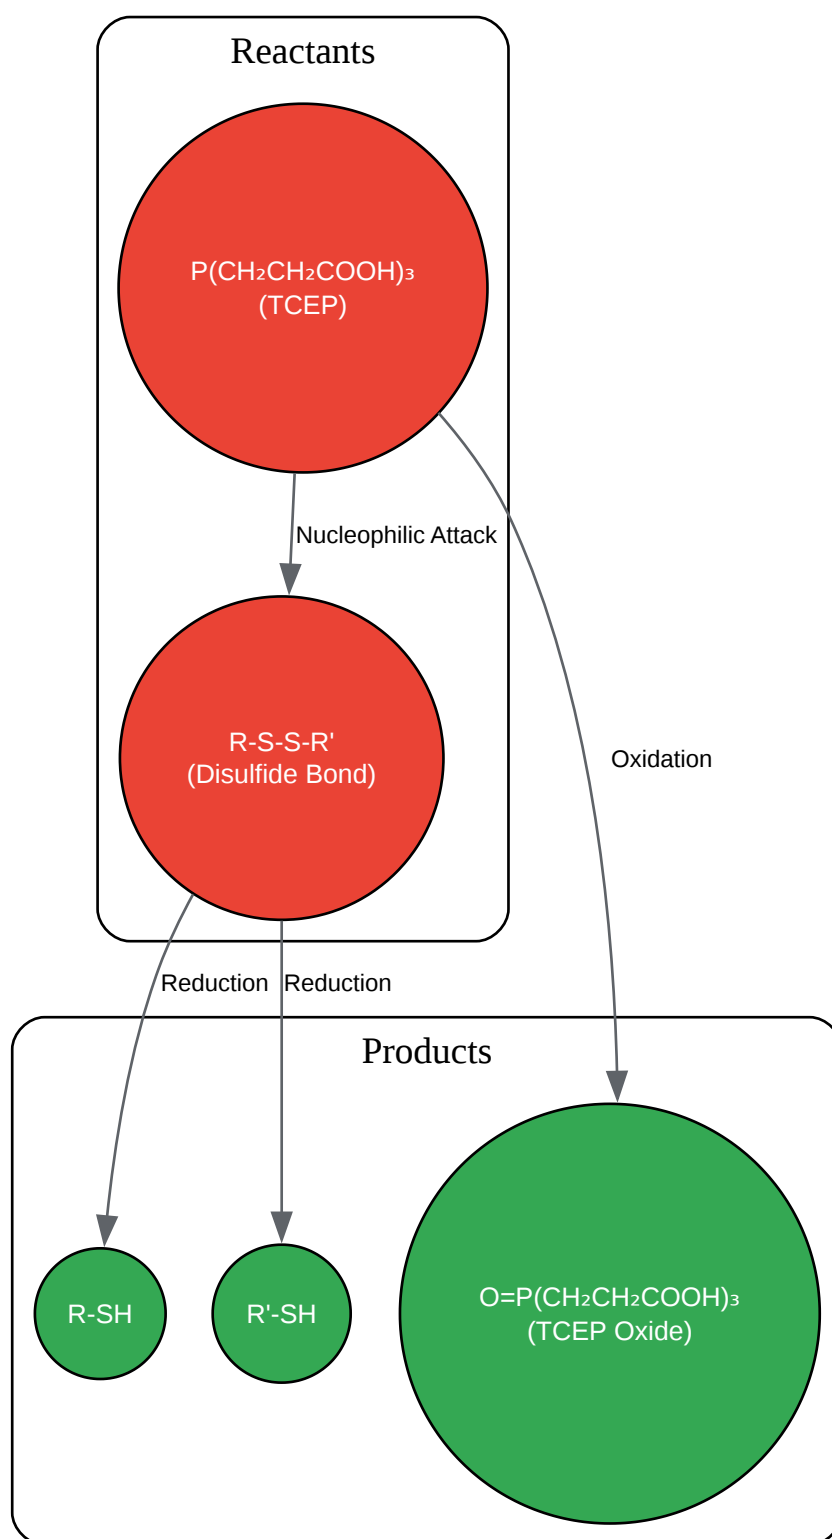 Reactants
P(CH₂CH₂COOH)₃
(TCEP)
Nucleophilic Attack
R-S-S-R'
(Disulfide Bond)
Oxidation
Reduction
Reduction
Products
R-SH
R'-SH
O=P(CH₂CH₂COOH)₃
(TCEP Oxide)